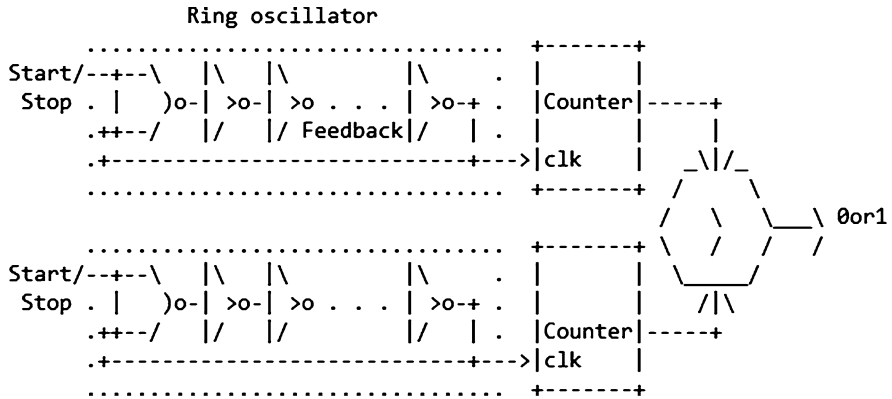 Ring oscillator
Start/
Stop
Counter
Feedback
clk
0or1
Start/
Stop
Counter
clk